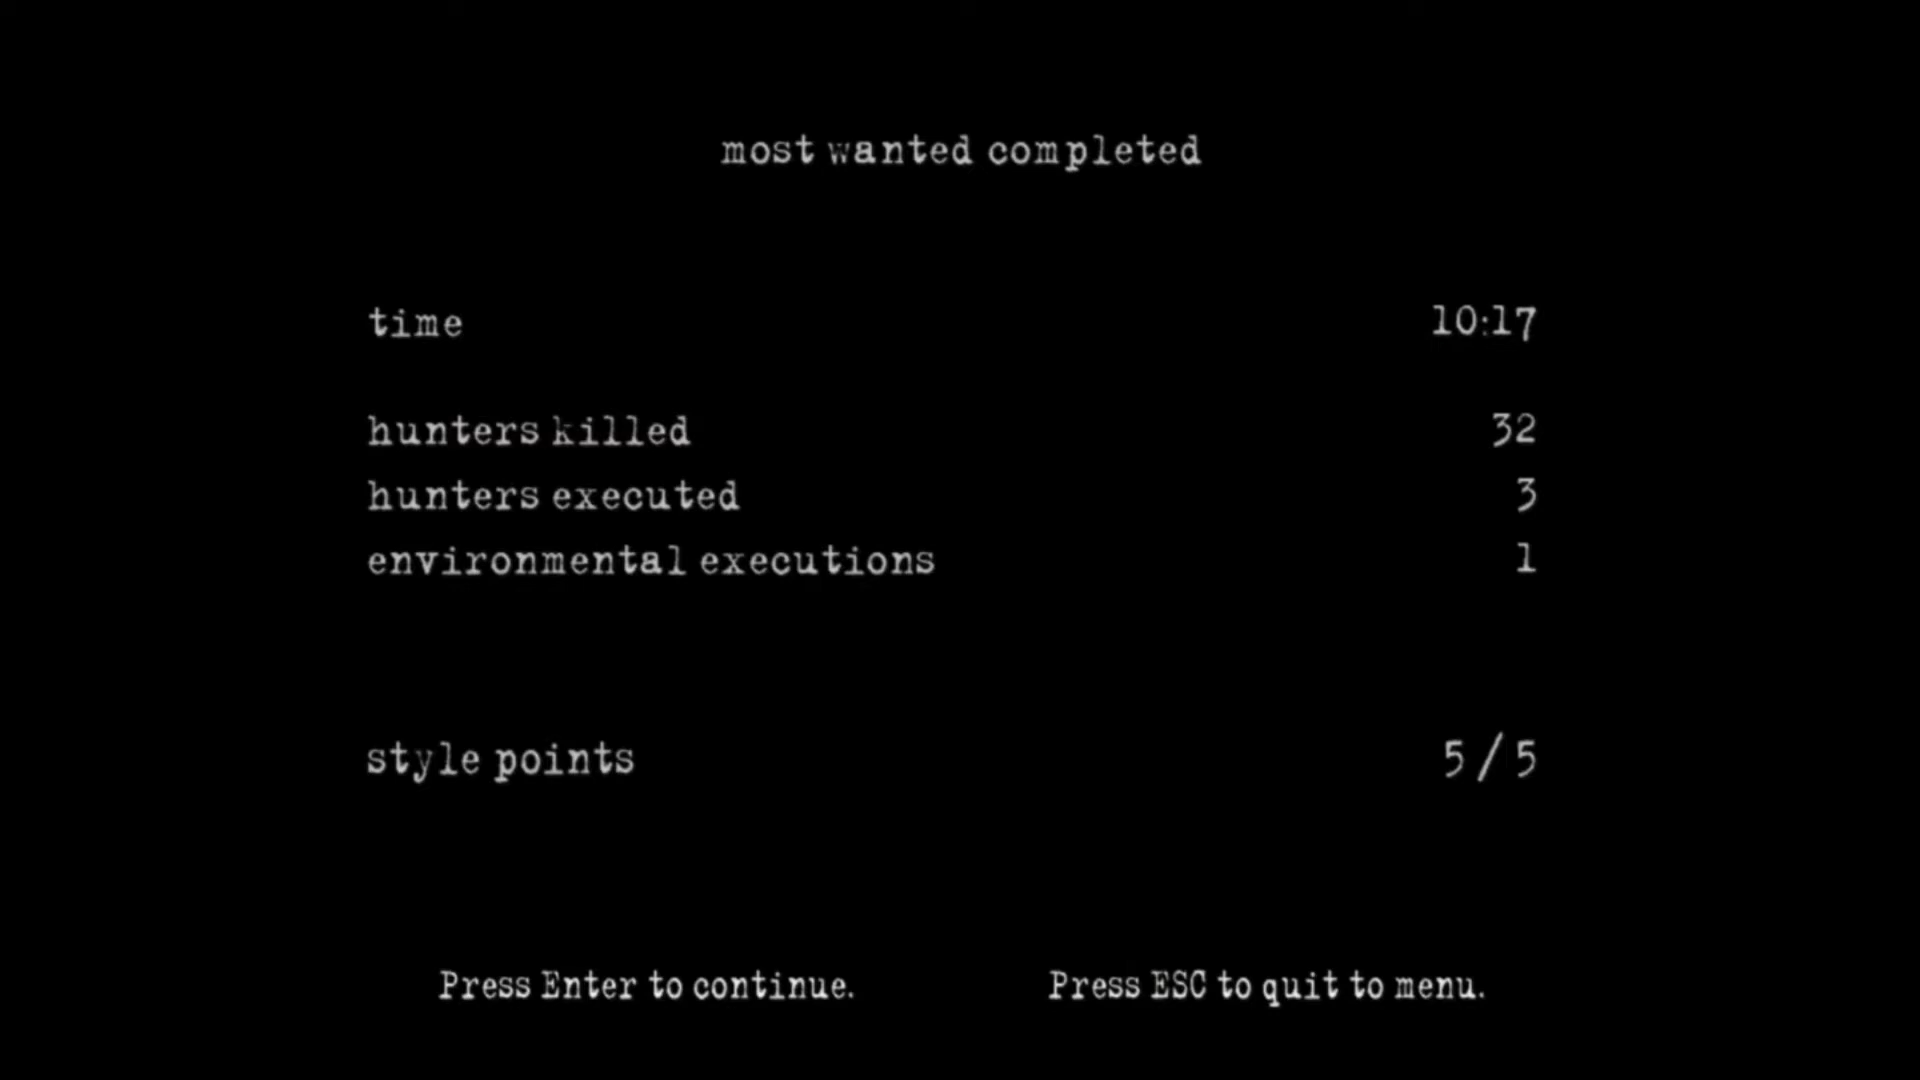 most wanted completed
time 10:17
hunters killed 32
hunters executed 3
environmental executions 1
style points 5/5
Press Enter to continue. Press ESC to quit to menu.